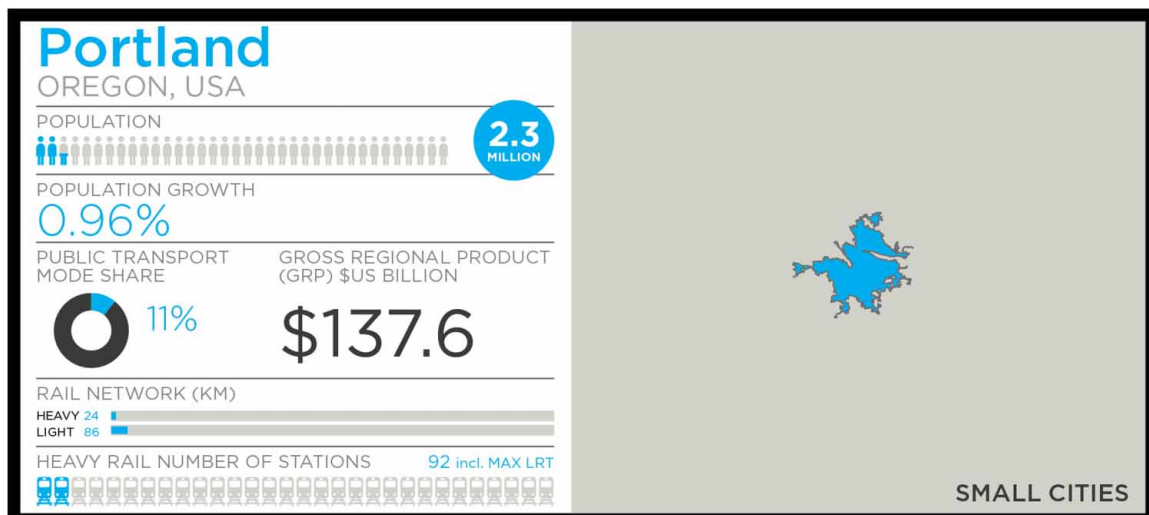 Portland
OREGON, USA
POPULATION
2.3
MILLION
POPULATION GROWTH
0.96%
PUBLIC TRANSPORT
MODE SHARE
11%
GROSS REGIONAL PRODUCT
(GRP) $US BILLION
$137.6
RAIL NETWORK (KM)
HEAVY 24
LIGHT 86
HEAVY RAIL NUMBER OF STATIONS 92 incl. MAX LRT
SMALL CITIES